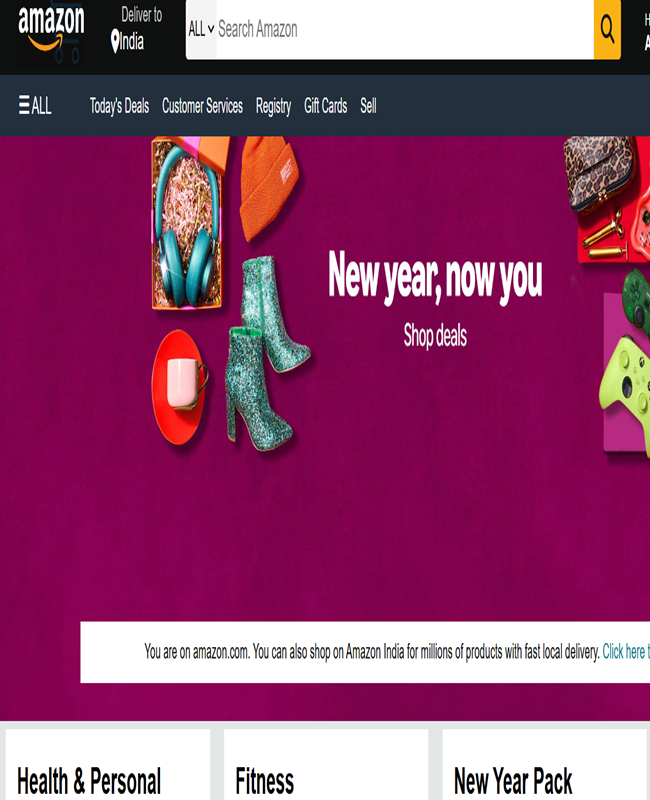 amazon
Deliver to
India
ALL
Search Amazon
ALL
Today's Deals Customer Services Registry Gift Cards Sell
New year, now you
Shop deals
You are on amazon.com. You can also shop on Amazon India for millions of products with fast local delivery. Click here
Health & Personal
Fitness
New Year Pack